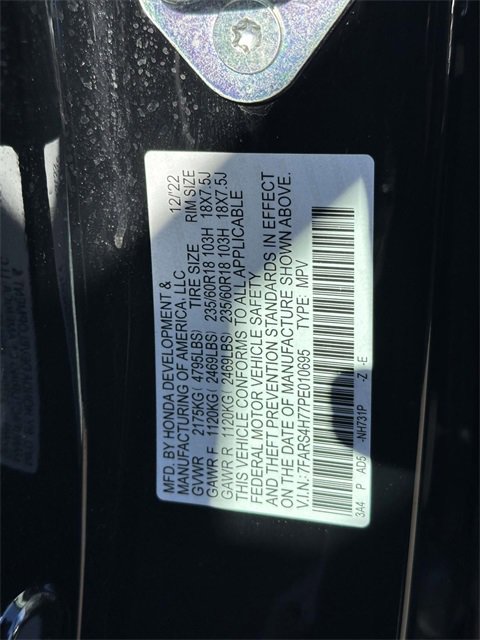 MFD. BY HONDA DEVELOPMENT &
MANUFACTURING OF AMERICA, LLC 12/'22
GVWR 2175KG ( 4795LBS) TIRE SIZE RIM SIZE
GAWR F 1120KG ( 2469LBS) 235/60R18 103H 18X7.5J
GAWR R 1120KG ( 2469LBS) 235/60R18 103H 18X7.5J
THIS VEHICLE CONFORMS TO ALL APPLICABLE
FEDERAL MOTOR VEHICLE SAFETY
AND THEFT PREVENTION STANDARDS IN EFFECT
ON THE DATE OF MANUFACTURE SHOWN ABOVE.
V.I.N.: 7FARS4H77PE010695 TYPE: MPV
3A4 P AD5 -NH731P -Z -E